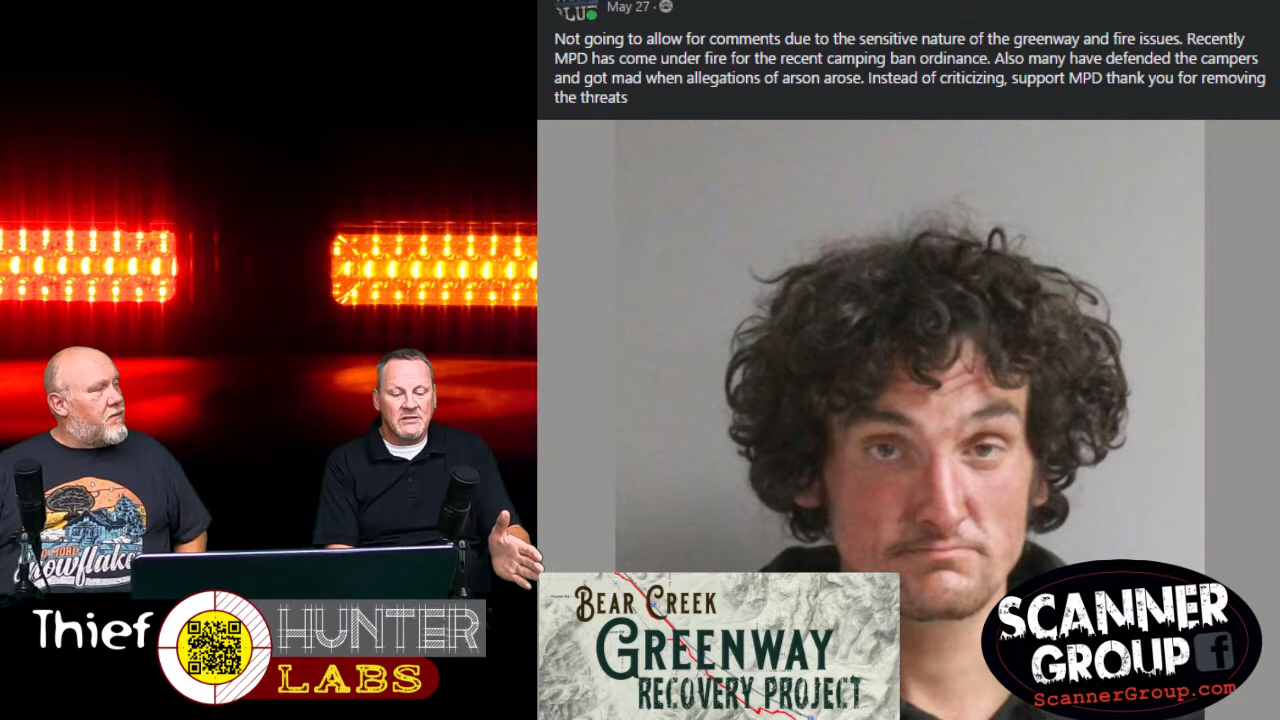 May 27
Not going to allow for comments due to the sensitive nature of the greenway and fire issues. Recently
MPD has come under fire for the recent camping ban ordinance. Also many have defended the campers
and got mad when allegations of arson arose. Instead of criticizing, support MPD thank you for removing
the threats
Snowflake
Thief
HUNTER
LABS
BEAR CREEK
GREENWAY
RECOVERY PROJECT
SCANNER
GROUP f
ScannerGroup.com